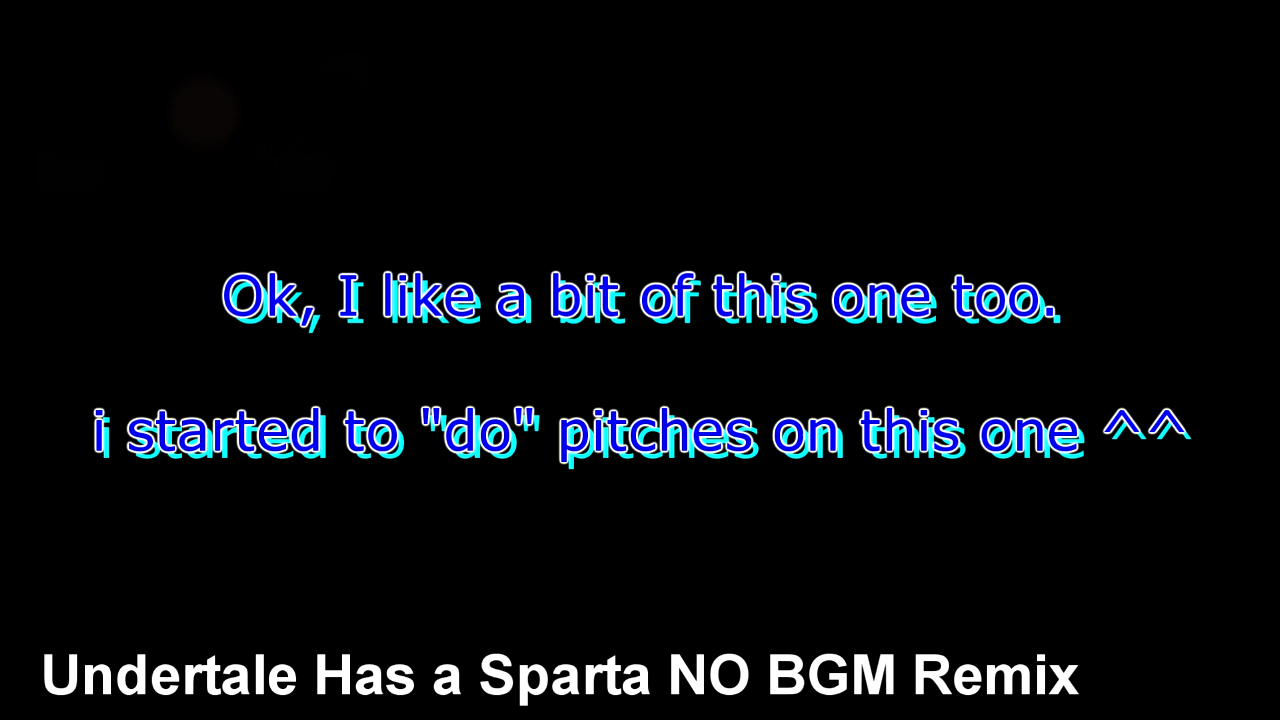 Ok, I like a bit of this one too.
i started to "do" pitches on this one ^^
Undertale Has a Sparta NO BGM Remix